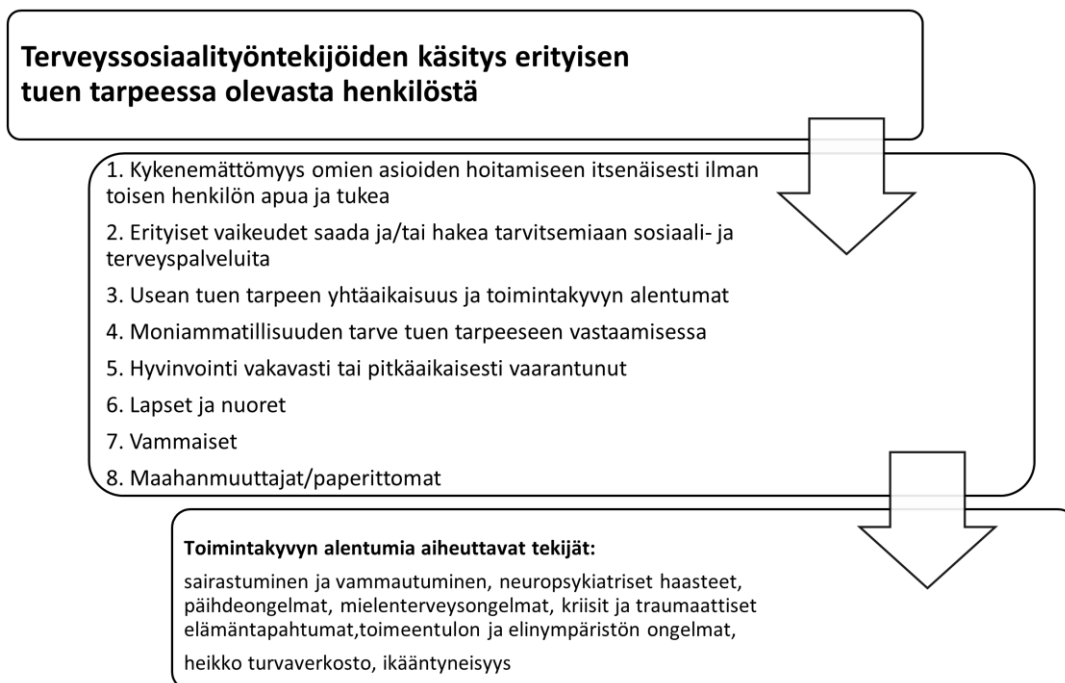 Terveyssosiaalityöntekijöiden käsitys erityisen
tuen tarpeessa olevasta henkilöstä
1. Kykenemättömyys omien asioiden hoitamiseen itsenäisesti ilman
toisen henkilön apua ja tukea
2. Erityiset vaikeudet saada ja/tai hakea tarvitsemiaan sosiaali- ja
terveyspalveluita
3. Usean tuen tarpeen yhtäaikaisuus ja toimintakyvyn alentumat
4. Moniammatillisuuden tarve tuen tarpeeseen vastaamisessa
5. Hyvinvointi vakavasti tai pitkäaikaisesti vaarantunut
6. Lapset ja nuoret
7. Vammaiset
8. Maahanmuuttajat/paperittomat
Toimintakyvyn alentumia aiheuttavat tekijät:
sairastuminen ja vammautuminen, neuropsykiatriset haasteet,
päihdeongelmat, mielenterveysongelmat, kriisit ja traumaattiset
elämäntapahtumat,toimeentulon ja elinympäristön ongelmat,
heikko turvaverkosto, ikääntyneisyys